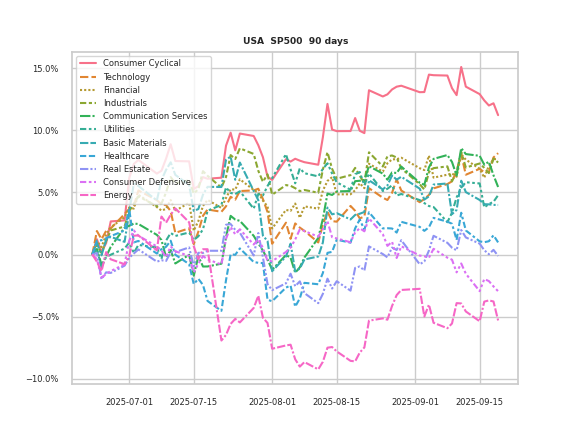 USA  SP500  90 days
15.0%
10.0%
5.0%
0.0%
−5.0%
−10.0%
Consumer Cyclical
Technology
Financial
Industrials
Communication Services
Utilities
Basic Materials
Healthcare
Real Estate
Consumer Defensive
Energy
2025-07-01
2025-07-15
2025-08-01
2025-08-15
2025-09-01
2025-09-15